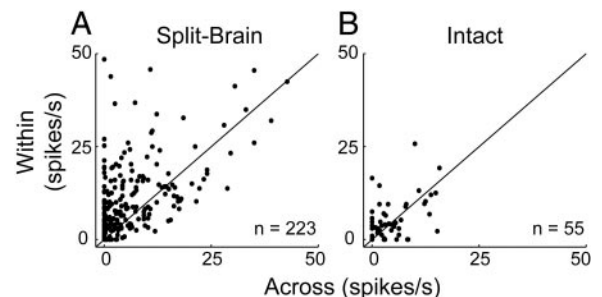 A Split-Brain
B Intact
50
25
0
Within
(spikes/s)
n = 223
0 25 50
50
25
0
n = 55
0 25 50
Across (spikes/s)